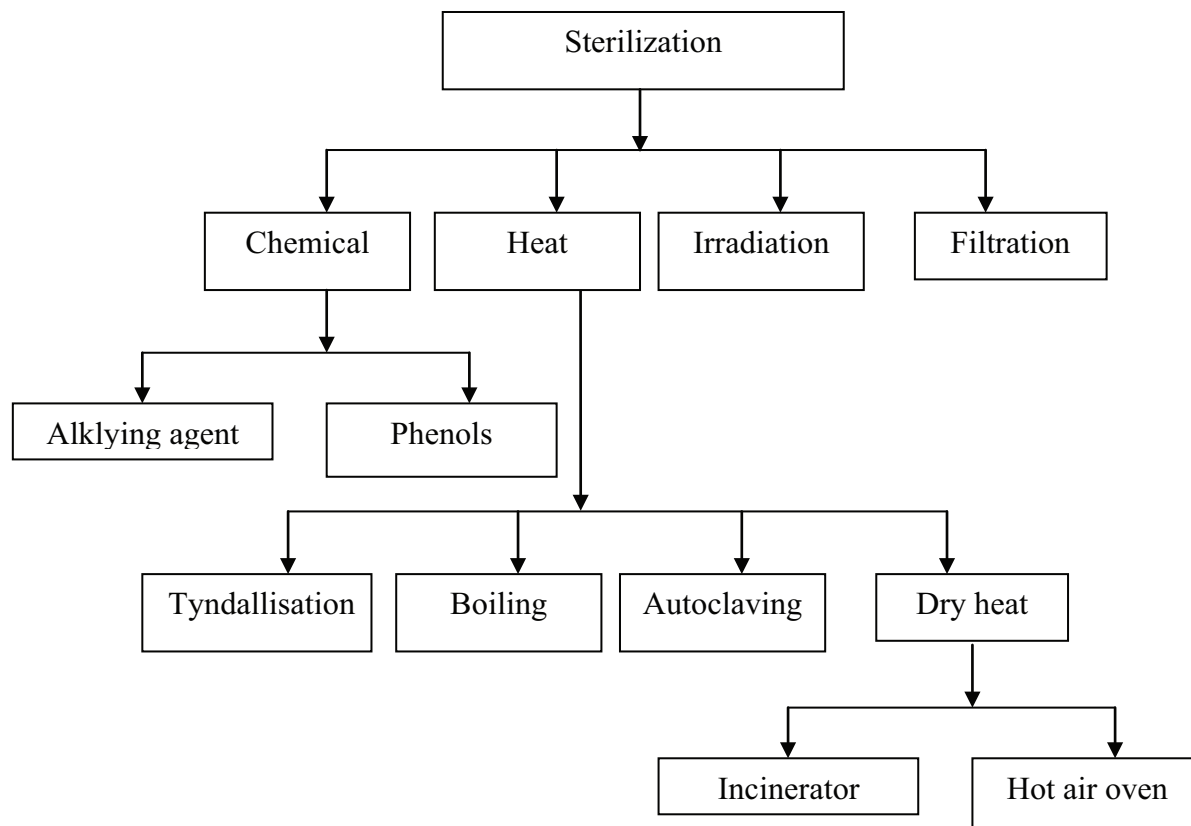 Sterilization
Chemical
Heat
Irradiation
Filtration
Alklying agent
Phenols
Tyndallisation
Boiling
Autoclaving
Dry heat
Incinerator
Hot air oven